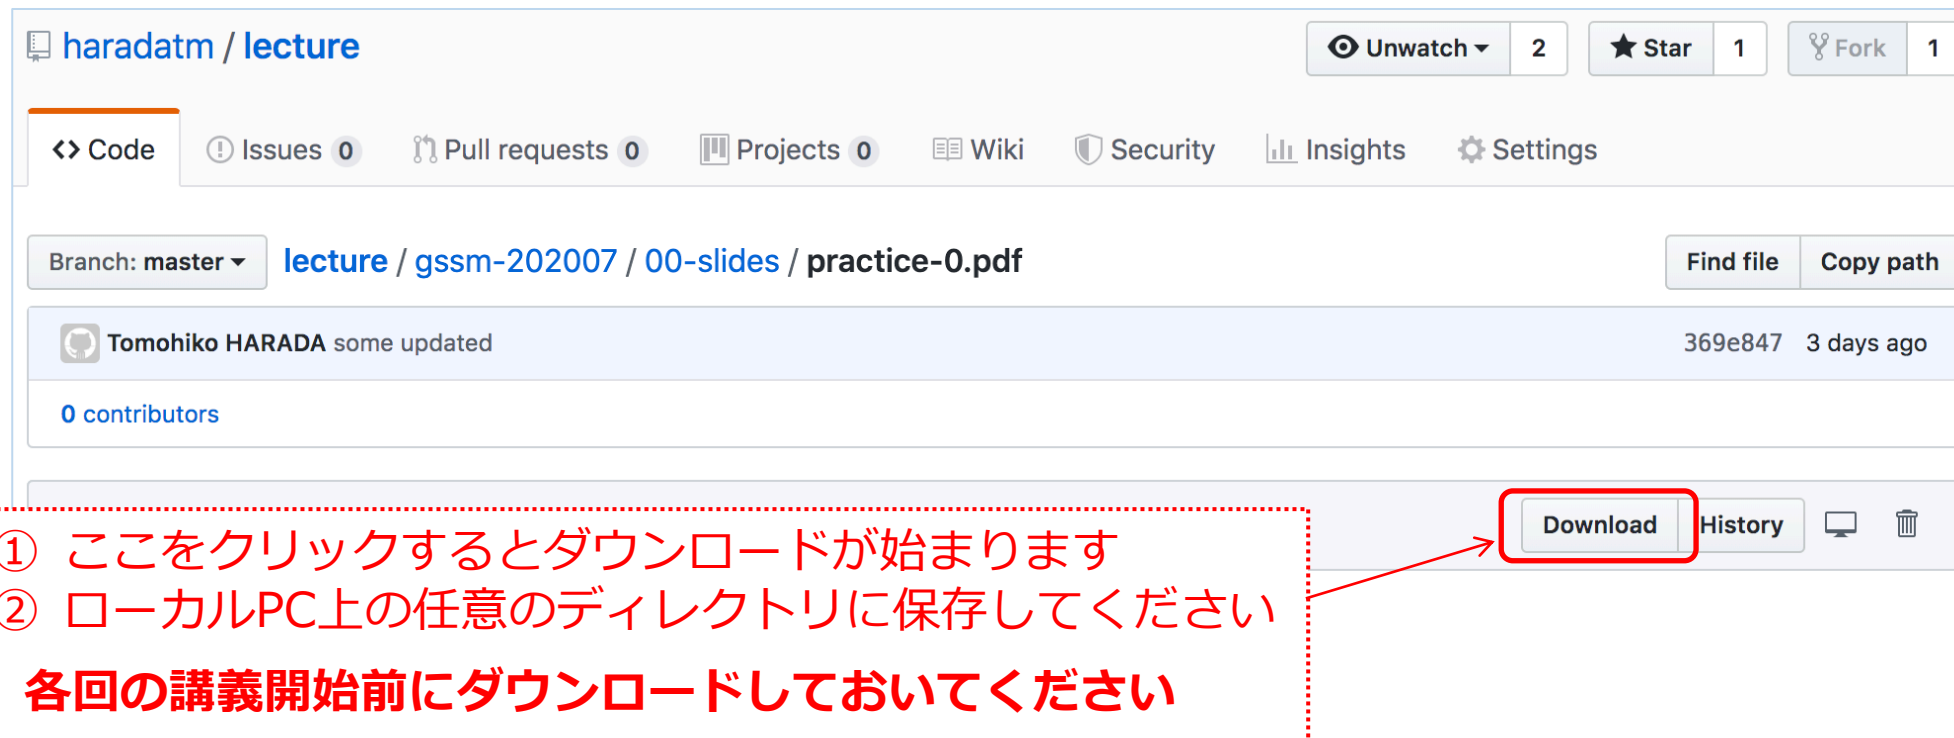 haradatm / lecture
Unwatch 2 Star 1 Fork 1
Code Issues 0 Pull requests 0 Projects 0 Wiki Security Insights Settings
Branch: master lecture / gssm-202007 / 00-slides / practice-0.pdf Find file Copy path
Tomohiko HARADA some updated 369e847 3 days ago
0 contributors
Download History
① ここをクリックするとダウンロードが始まります
② ローカルPC上の任意のディレクトリに保存してください
各回の講義開始前にダウンロードしておいてください